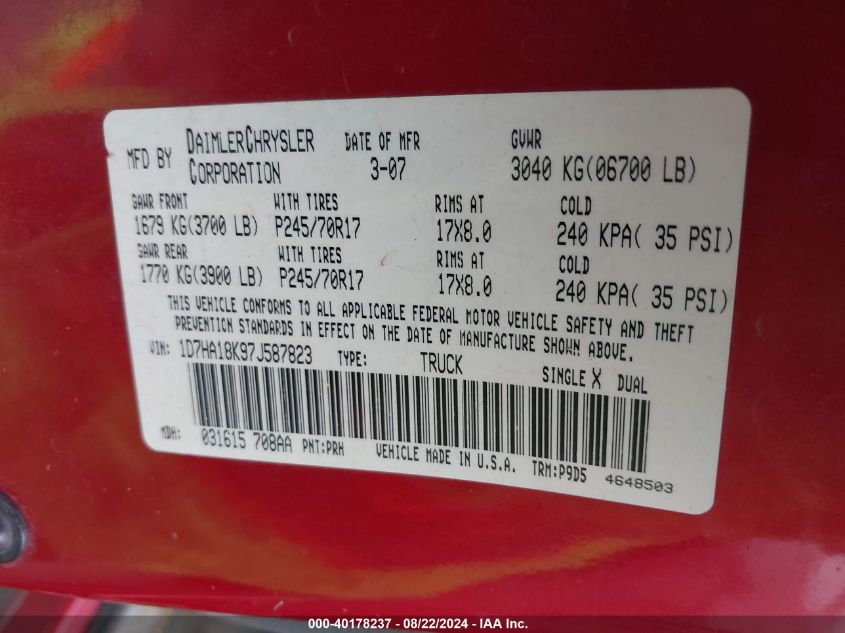 MFD BY DAIMLERCHRYSLER CORPORATION DATE OF MFR 3-07 GVWR 3040 KG(06700 LB)
GAWR FRONT WITH TIRES RIMS AT COLD
1679 KG(3700 LB) P245/70R17 17X8.0 240 KPA( 35 PSI)
GAWR REAR WITH TIRES RIMS AT COLD
1770 KG(3900 LB) P245/70R17 17X8.0 240 KPA( 35 PSI)
THIS VEHICLE CONFORMS TO ALL APPLICABLE FEDERAL MOTOR VEHICLE SAFETY AND THEFT
PREVENTION STANDARDS IN EFFECT ON THE DATE OF MANUFACTURE SHOWN ABOVE.
VIN: 1D7HA18K97J587823 TYPE: TRUCK SINGLE X DUAL
MDH: 031615 708AA PNT:PRH VEHICLE MADE IN U.S.A. TRM:P9D5 4648503
000-40178237 - 08/22/2024 - IAA Inc.